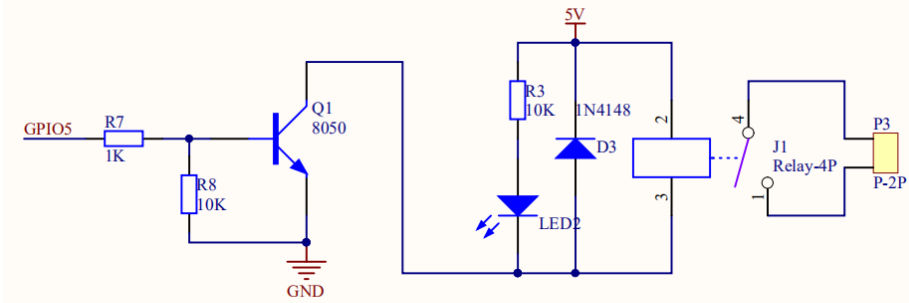 5V
GPIO5
R7
1K
R8
10K
Q1
8050
GND
R3
10K
1N4148
D3
LED2
2
3
4
1
J1
Relay-4P
P3
P-2P